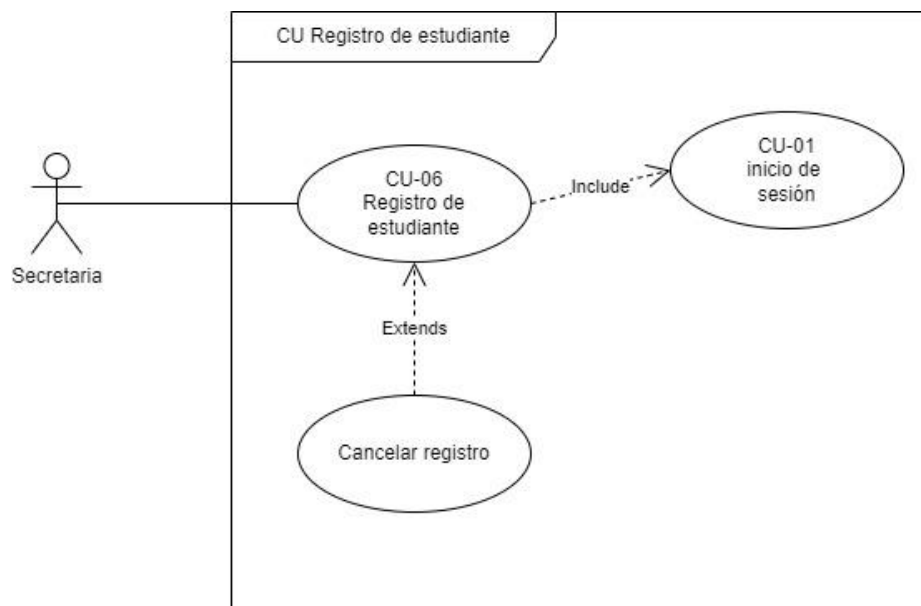 CU Registro de estudiante
CU-01
inicio de
sesión
CU-06
Registro de
estudiante
Include
Secretaria
Extends
Cancelar registro